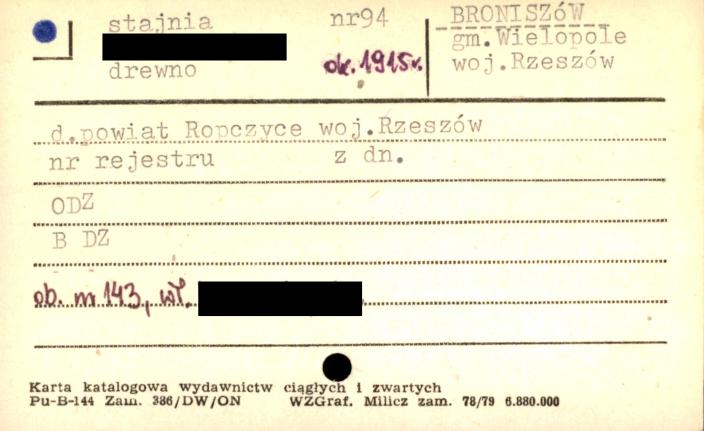 stajnia nr94 BRONISZóW
gm.Wielopole
drewno ok. 1915r. woj.Rzeszów
d.powiat Ropczyce woj.Rzeszów
nr rejestru z dn.
ODZ
B DZ
ob. nr 143, wł.
Karta katalogowa wydawnictw ciągłych i zwartych
Pu-B-144 Zam. 386/DW/ON WZGraf. Milicz zam. 78/79 6.880.000